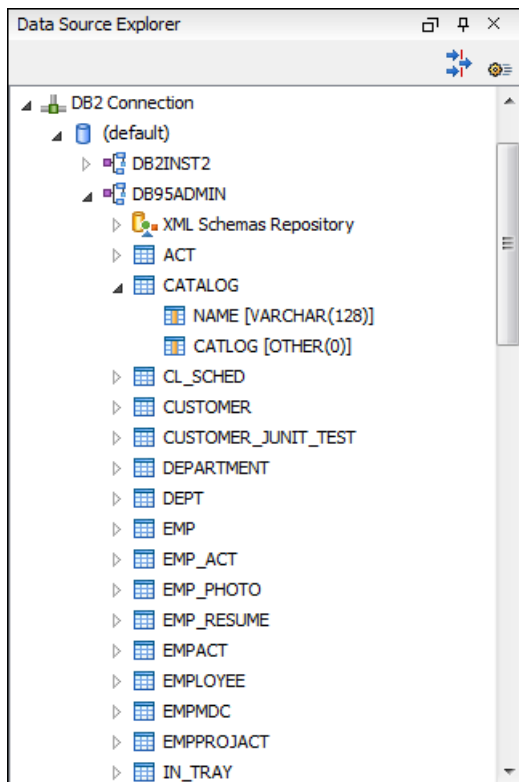 Data Source Explorer
DB2 Connection
(default)
DB2INST2
DB95ADMIN
XML Schemas Repository
ACT
CATALOG
NAME [VARCHAR(128)]
CATLOG [OTHER(0)]
CL_SCHED
CUSTOMER
CUSTOMER_JUNIT_TEST
DEPARTMENT
DEPT
EMP
EMP_ACT
EMP_PHOTO
EMP_RESUME
EMPACT
EMPLOYEE
EMPMDC
EMPPROJACT
IN_TRAY